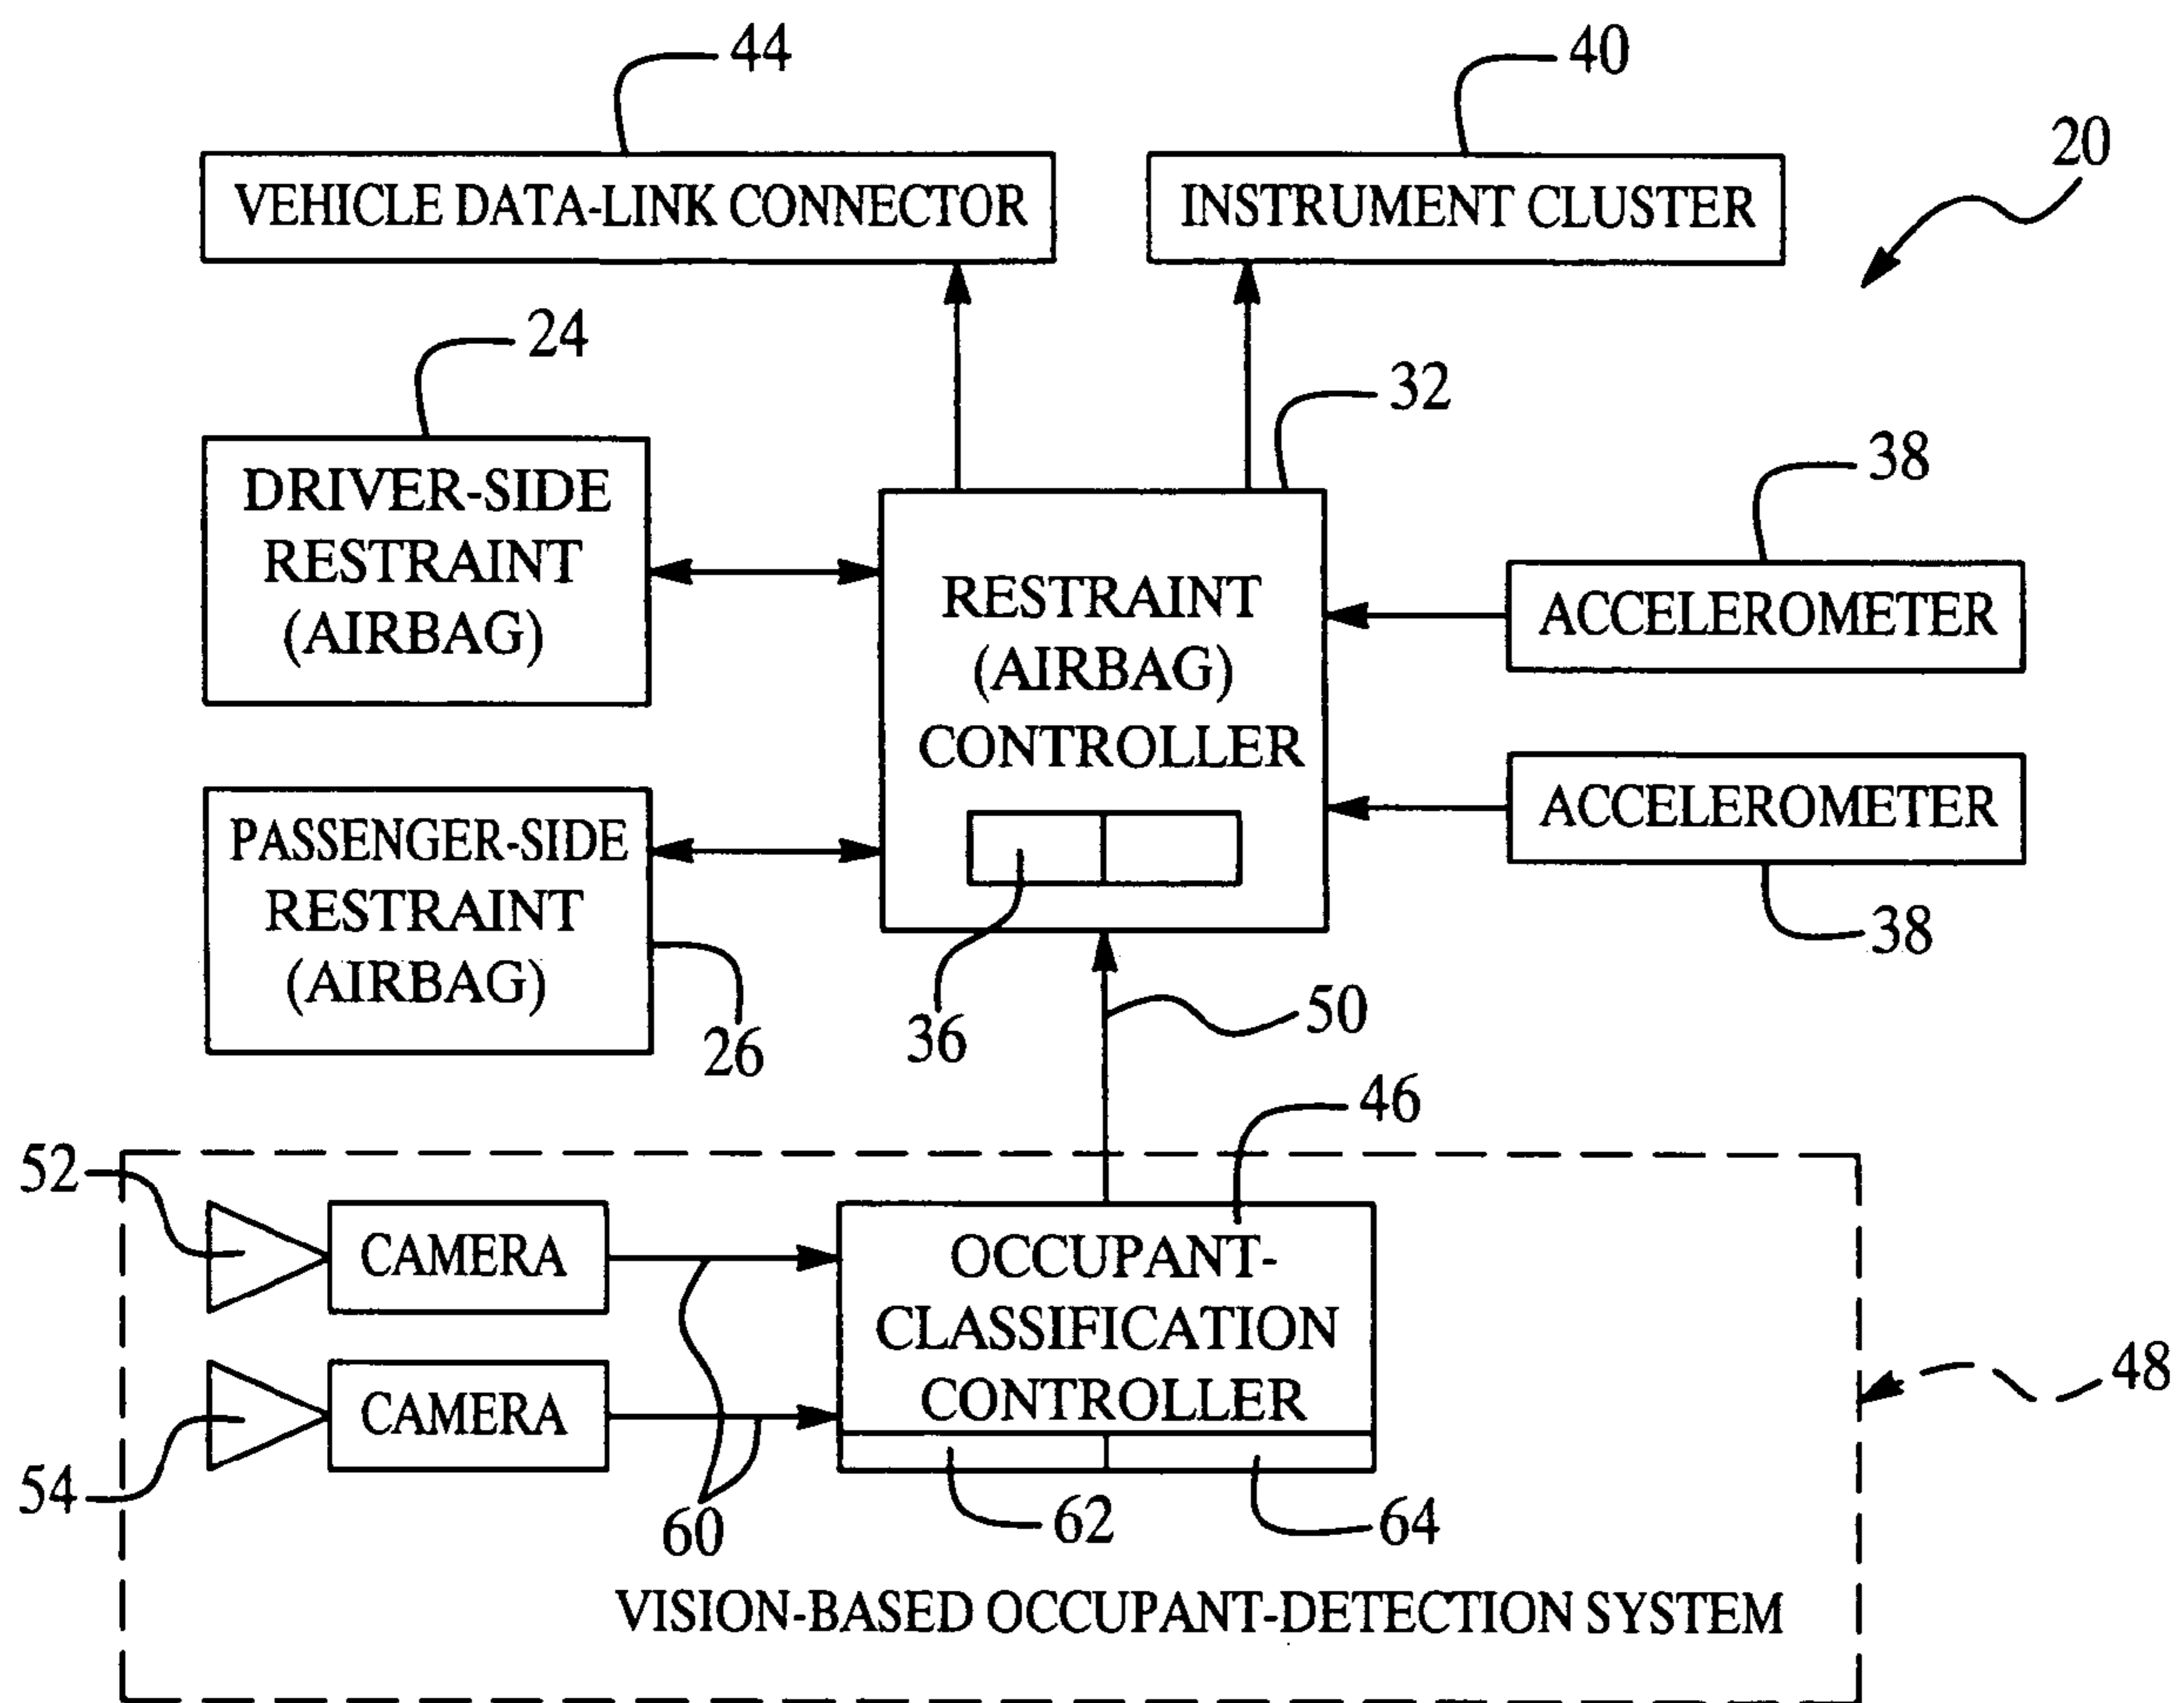 44
40
20
VEHICLE DATA-LINK CONNECTOR
INSTRUMENT CLUSTER
24
32
38
DRIVER-SIDE
RESTRAINT
(AIRBAG)
RESTRAINT
(AIRBAG)
CONTROLLER
ACCELEROMETER
ACCELEROMETER
38
PASSENGER-SIDE
RESTRAINT
(AIRBAG)
26
36
50
46
52
CAMERA
OCCUPANT-
CLASSIFICATION
CONTROLLER
48
54
CAMERA
60
62
64
VISION-BASED OCCUPANT-DETECTION SYSTEM